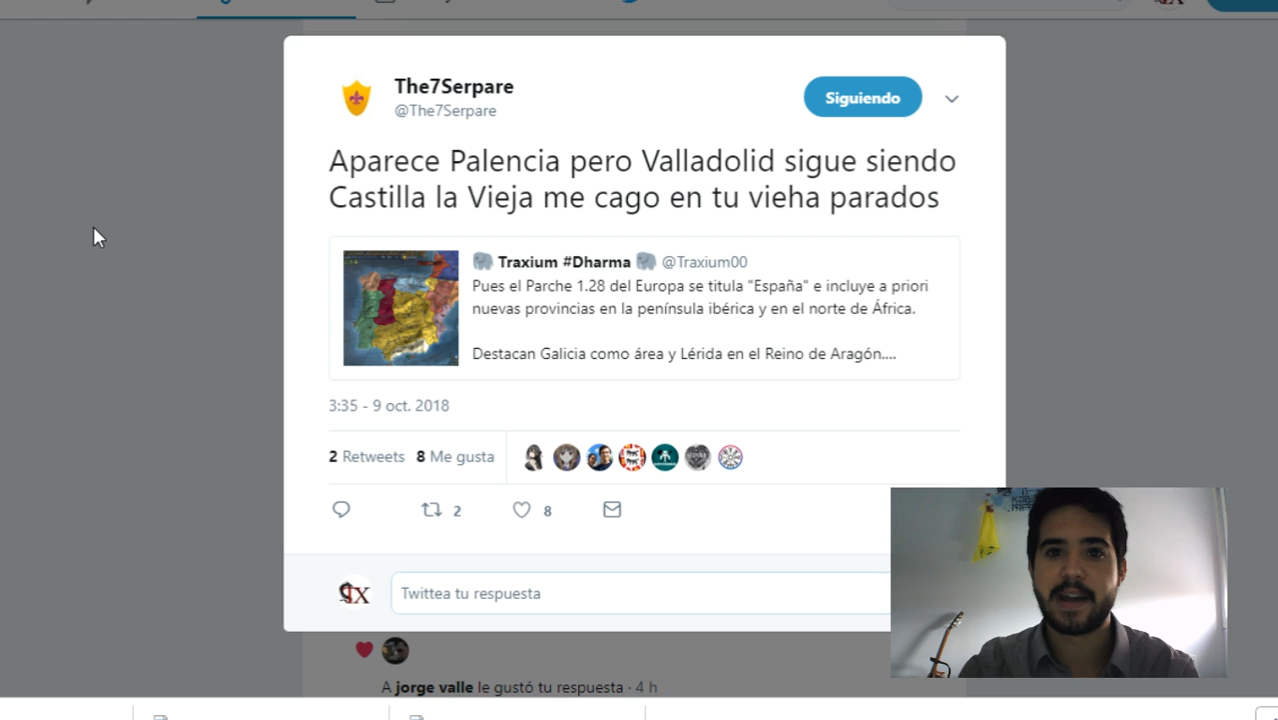 The7Serpare
@The7Serpare
Siguiendo
Aparece Palencia pero Valladolid sigue siendo
Castilla la Vieja me cago en tu vieha parados
Traxium #Dharma @Traxium00
Pues el Parche 1.28 del Europa se titula "España" e incluye a priori
nuevas provincias en la península ibérica y en el norte de África.
Destacan Galicia como área y Lérida en el Reino de Aragón....
3:35 - 9 oct. 2018
2 Retweets 8 Me gusta
2 8
Twittea tu respuesta
A jorge valle le gustó tu respuesta · 4 h